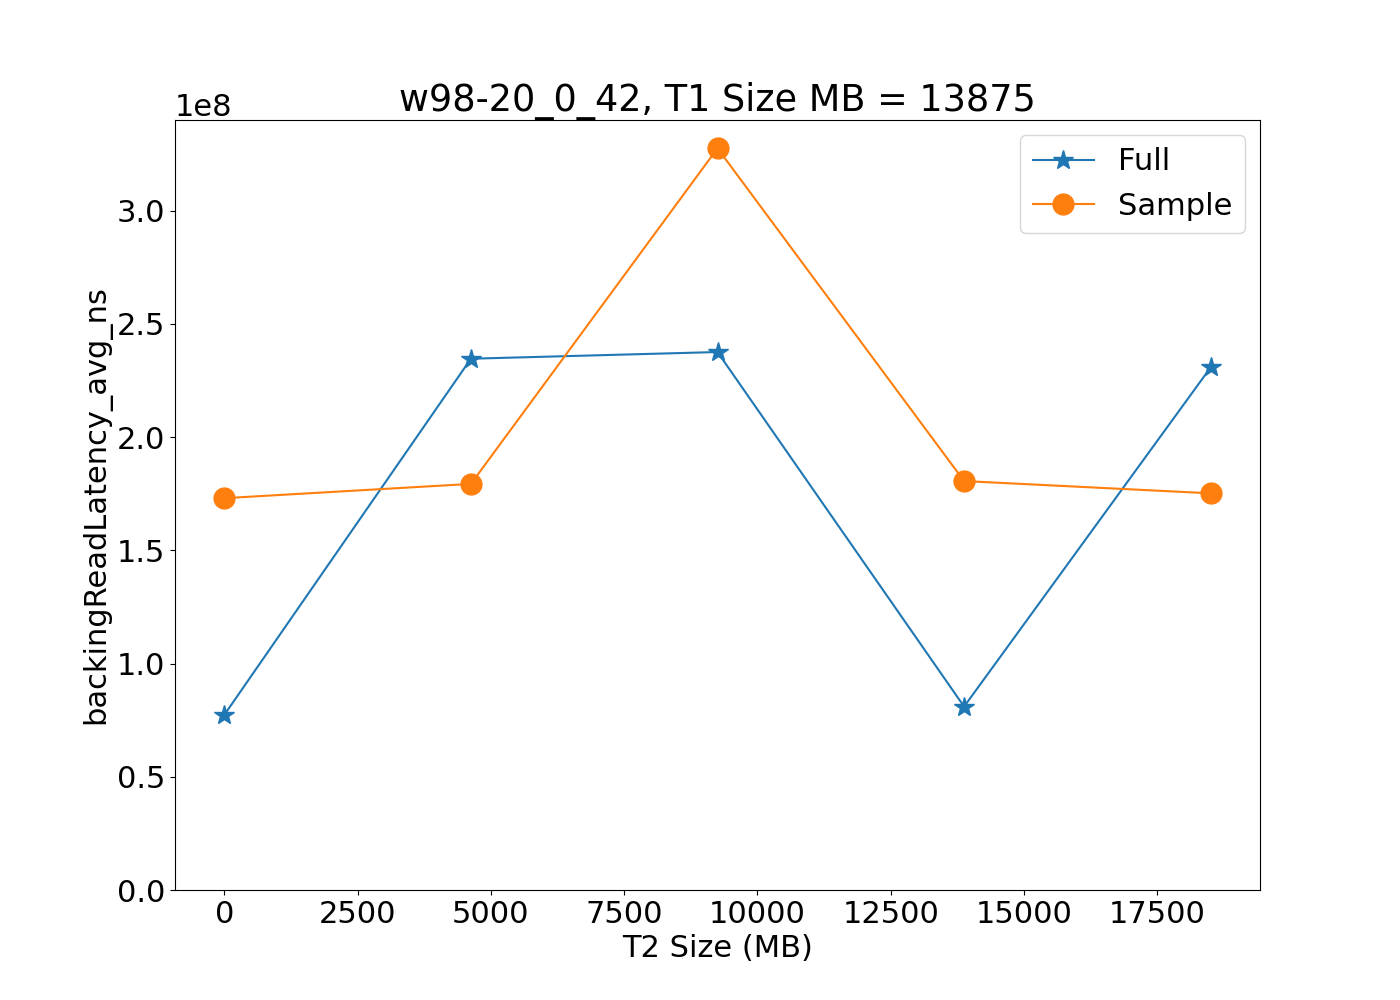 w98-20_0_42, T1 Size MB = 13875
1e8
Full
Sample
3.0
2.5
2.0
1.5
1.0
0.5
0.0
backingReadLatency_avg_ns
0 2500 5000 7500 10000 12500 15000 17500
T2 Size (MB)